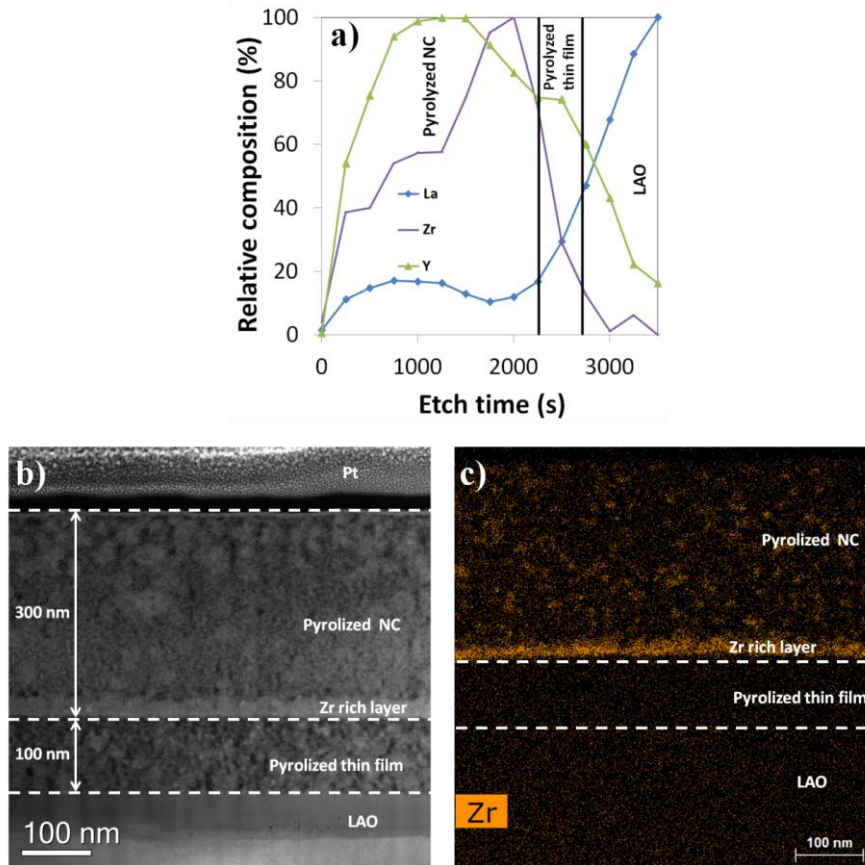 a)
Relative composition (%)
100
80
60
40
20
0
Pyrolyzed NC
Pyrolyzed
thin film
LAO
La
Zr
Y
0
1000
2000
3000
Etch time (s)
b)
Pt
300 nm
Pyrolized NC
Zr rich layer
100 nm
Pyrolized thin film
LAO
100 nm
c)
Pyrolized NC
Zr rich layer
Pyrolized thin film
LAO
Zr
100 nm